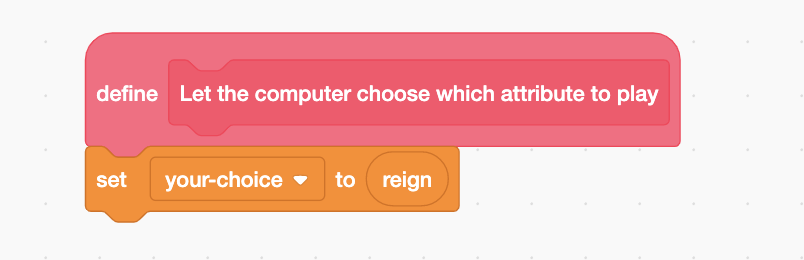 define Let the computer choose which attribute to play
set your-choice to reign